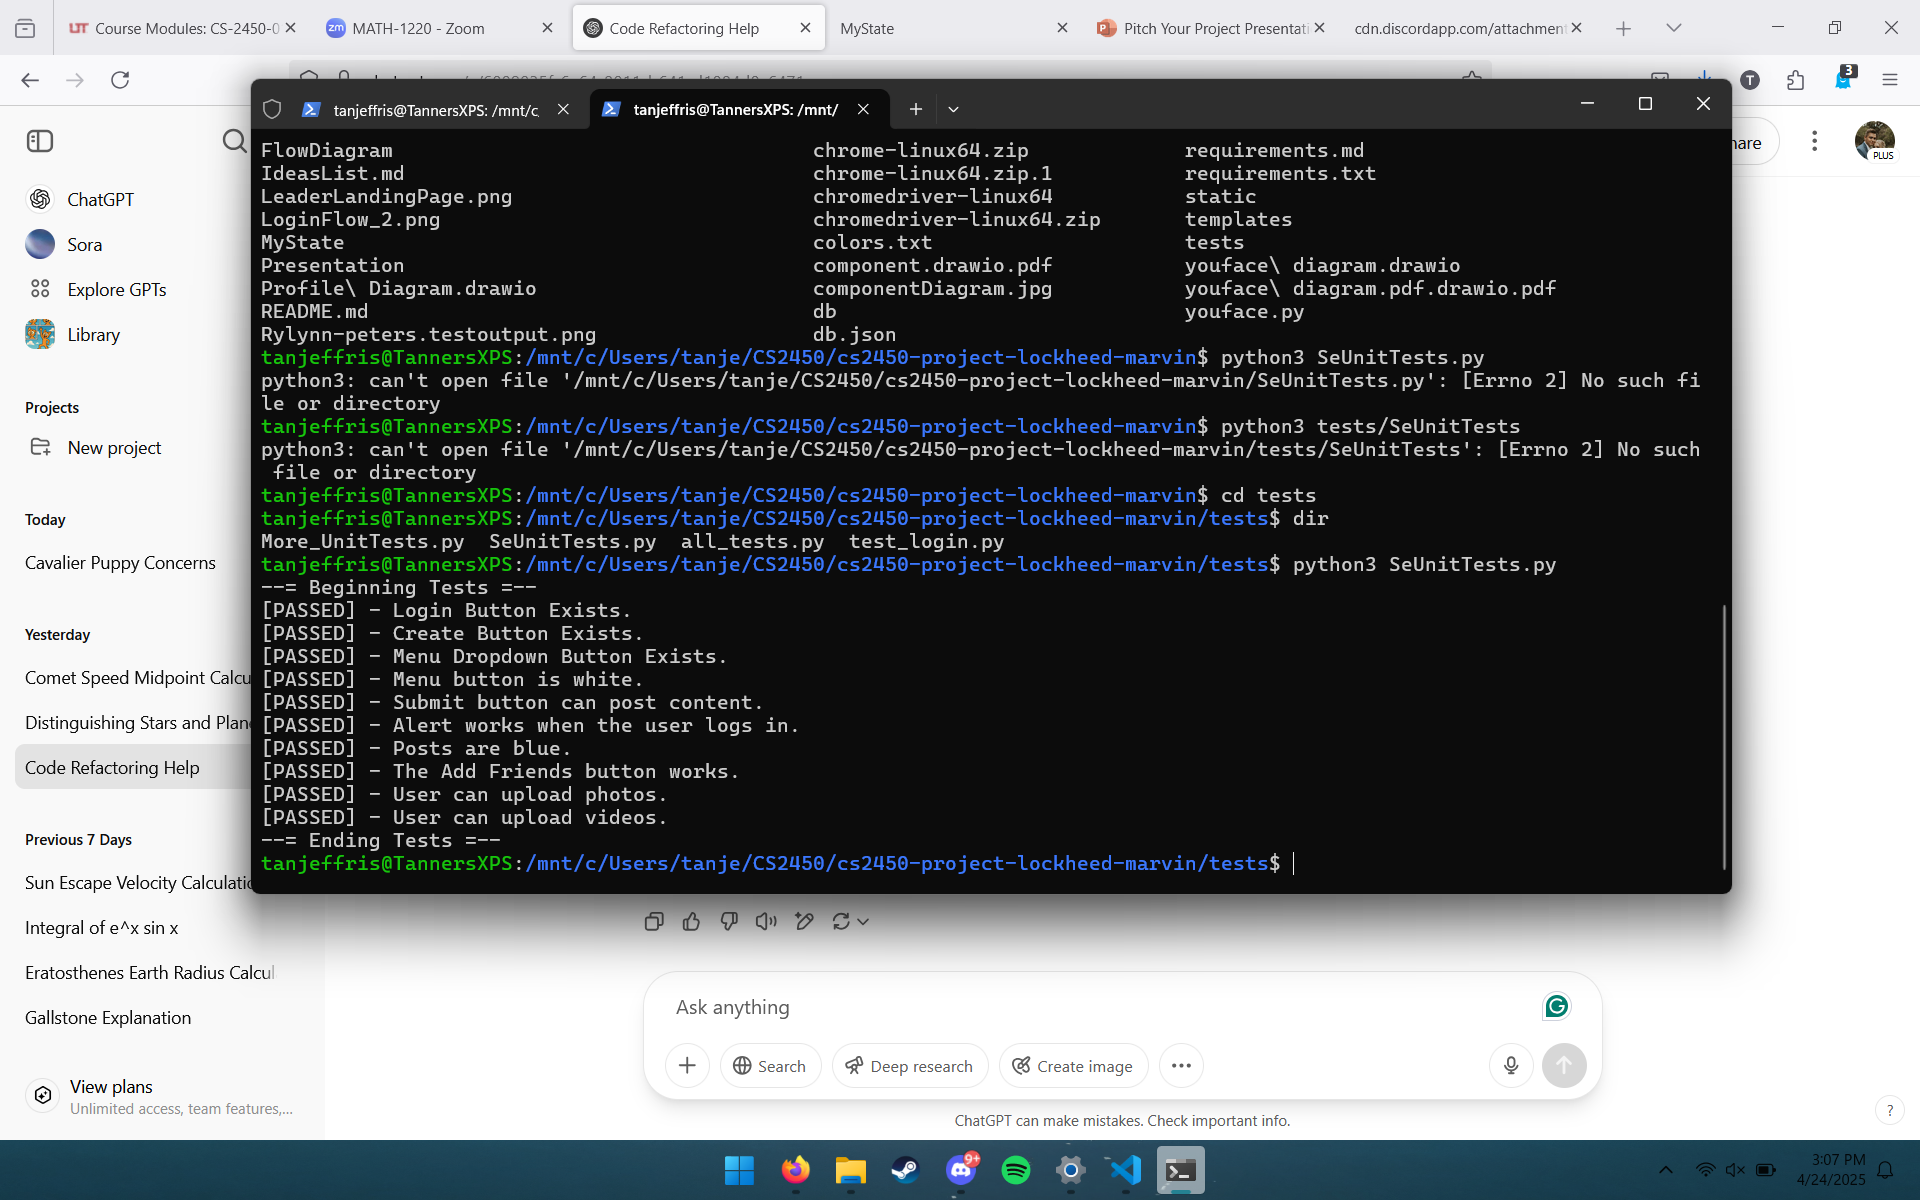 Course Modules: CS-2450-0
MATH-1220 - Zoom
Code Refactoring Help
MyState
Pitch Your Project Presentati
cdn.discordapp.com/attachment
3
T
tanjeffris@TannersXPS: /mnt/c
tanjeffris@TannersXPS: /mnt/
FlowDiagram chrome-linux64.zip requirements.md
IdeasList.md chrome-linux64.zip.1 requirements.txt
LeaderLandingPage.png chromedriver-linux64 static
LoginFlow_2.png chromedriver-linux64.zip templates
MyState colors.txt tests
Presentation component.drawio.pdf youface\ diagram.drawio
Profile\ Diagram.drawio componentDiagram.jpg youface\ diagram.pdf.drawio.pdf
README.md db youface.py
Rylynn-peters.testoutput.png db.json
tanjeffris@TannersXPS:/mnt/c/Users/tanje/CS2450/cs2450-project-lockheed-marvin$ python3 SeUnitTests.py
python3: can't open file '/mnt/c/Users/tanje/CS2450/cs2450-project-lockheed-marvin/SeUnitTests.py': [Errno 2] No such fi
le or directory
tanjeffris@TannersXPS:/mnt/c/Users/tanje/CS2450/cs2450-project-lockheed-marvin$ python3 tests/SeUnitTests
python3: can't open file '/mnt/c/Users/tanje/CS2450/cs2450-project-lockheed-marvin/tests/SeUnitTests': [Errno 2] No such
 file or directory
tanjeffris@TannersXPS:/mnt/c/Users/tanje/CS2450/cs2450-project-lockheed-marvin$ cd tests
tanjeffris@TannersXPS:/mnt/c/Users/tanje/CS2450/cs2450-project-lockheed-marvin/tests$ dir
More_UnitTests.py SeUnitTests.py all_tests.py test_login.py
tanjeffris@TannersXPS:/mnt/c/Users/tanje/CS2450/cs2450-project-lockheed-marvin/tests$ python3 SeUnitTests.py
--= Beginning Tests =--
[PASSED] - Login Button Exists.
[PASSED] - Create Button Exists.
[PASSED] - Menu Dropdown Button Exists.
[PASSED] - Menu button is white.
[PASSED] - Submit button can post content.
[PASSED] - Alert works when the user logs in.
[PASSED] - Posts are blue.
[PASSED] - The Add Friends button works.
[PASSED] - User can upload photos.
[PASSED] - User can upload videos.
--= Ending Tests =--
tanjeffris@TannersXPS:/mnt/c/Users/tanje/CS2450/cs2450-project-lockheed-marvin/tests$
hare
PLUS
ChatGPT
Sora
Explore GPTs
Library
Projects
New project
Today
Cavalier Puppy Concerns
Yesterday
Comet Speed Midpoint Calcu
Distinguishing Stars and Plan
Code Refactoring Help
Previous 7 Days
Sun Escape Velocity Calculatio
Integral of e^x sin x
Eratosthenes Earth Radius Calcul
Gallstone Explanation
View plans
Unlimited access, team features,...
Ask anything
Search
Deep research
Create image
ChatGPT can make mistakes. Check important info.
?
9+
3:07 PM
4/24/2025